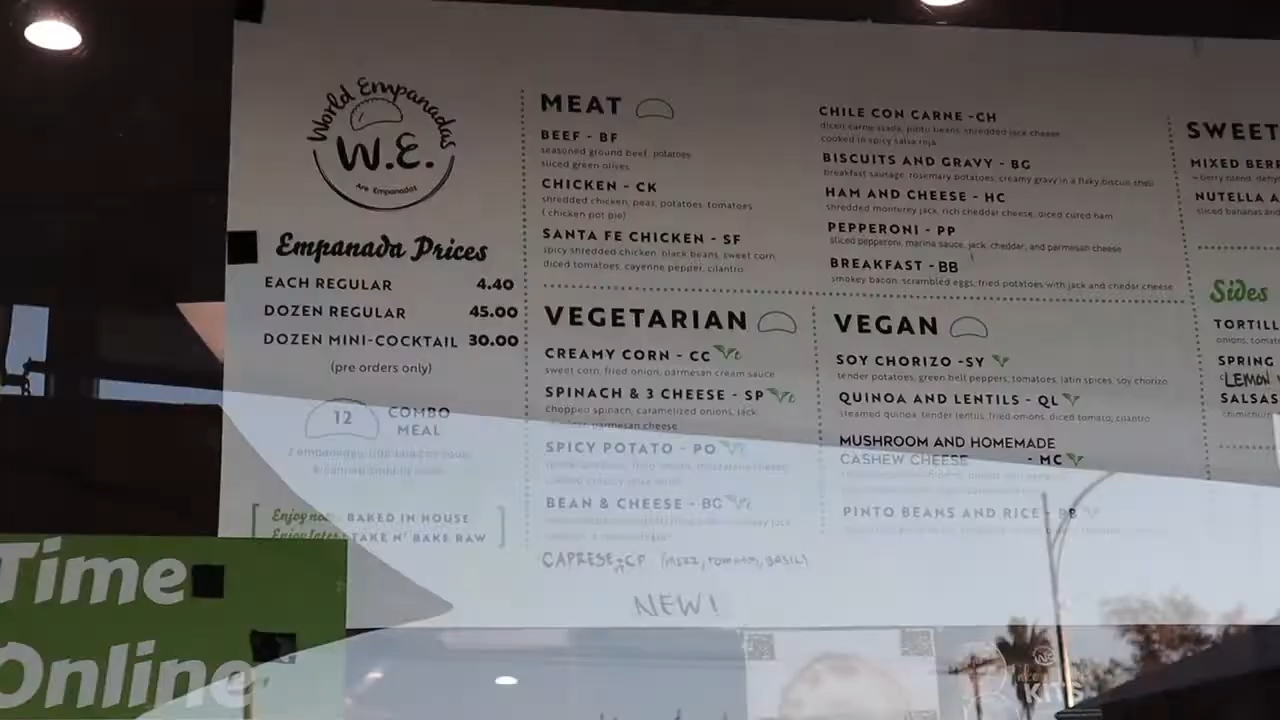 World Empanadas
W.E.
Are Empanadas
Empanada Prices
EACH REGULAR 4.40
DOZEN REGULAR 45.00
DOZEN MINI-COCKTAIL 30.00
(pre orders only)
12 COMBO
MEAL
Enjoy now BAKED IN HOUSE
Enjoy later TAKE N' BAKE RAW
MEAT
BEEF - BF
seasoned ground beef, potatoes
sliced green olives
CHICKEN - CK
shredded chicken, peas, potatoes, tomatoes
(chicken pot pie)
SANTA FE CHICKEN - SF
spicy shredded chicken, black beans, sweet corn,
diced tomatoes, cayenne pepper, cilantro
CHILE CON CARNE -CH
diced carne asada, pinto beans, shredded jack cheese
cooked in spicy salsa roja
BISCUITS AND GRAVY - BG
breakfast sausage, rosemary potatoes, creamy gravy in a flaky biscuit shell
HAM AND CHEESE - HC
shredded monterey jack, rich cheddar cheese, diced cured ham
PEPPERONI - PP
sliced pepperoni, marina sauce, jack, cheddar, and parmesan cheese
BREAKFAST - BB
smokey bacon, scrambled eggs, fried potatoes with jack and chedar cheese
VEGETARIAN
CREAMY CORN - CC
sweet corn, fried onion, parmesan cream sauce
SPINACH & 3 CHEESE - SP
chopped spinach, caramelized onions, jack,
parmesan cheese
SPICY POTATO - PO
BEAN & CHEESE - BG
CAPRESE-CP (mozz, tomato, BASIL)
NEW!
VEGAN
SOY CHORIZO -SY
tender potatoes, green bell peppers, tomatoes, latin spices, soy chorizo
QUINOA AND LENTILS - QL
steamed quinoa, tender lentils, fried onions, diced tomato, cilantro
MUSHROOM AND HOMEMADE
CASHEW CHEESE - MC
PINTO BEANS AND RICE - PB
SWEET
MIXED BER
NUTELLA A
sliced bananas an
Sides
TORTILL
onions, tomat
SPRING
LEMON
SALSAS
chimichur
Time
Online
KITS